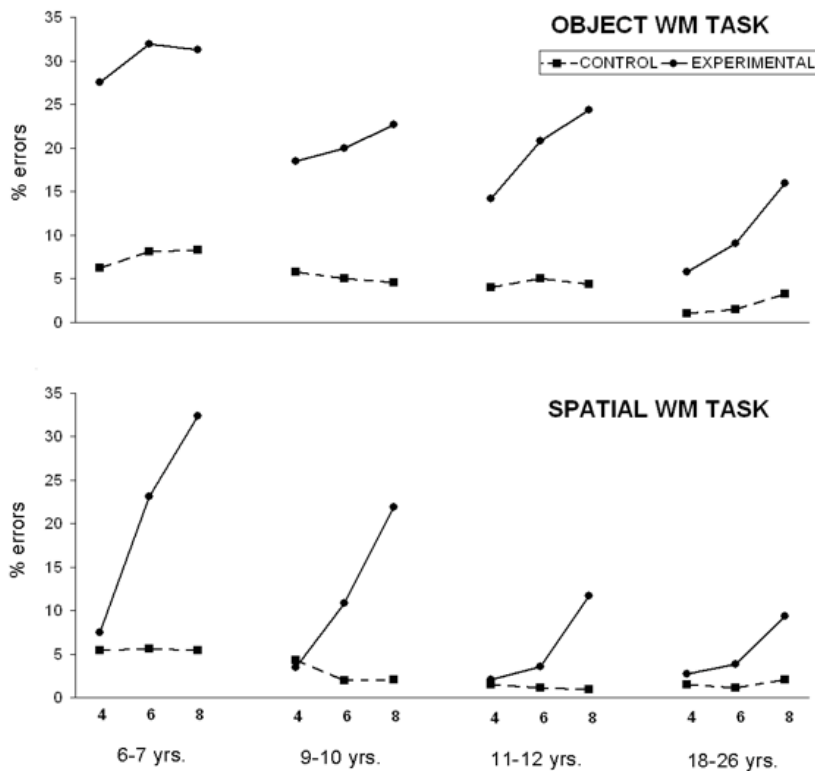 OBJECT WM TASK
CONTROL EXPERIMENTAL
% errors
35
30
25
20
15
10
5
0
SPATIAL WM TASK
% errors
35
30
25
20
15
10
5
0
4 6 8 4 6 8 4 6 8 4 6 8
6-7 yrs. 9-10 yrs. 11-12 yrs. 18-26 yrs.